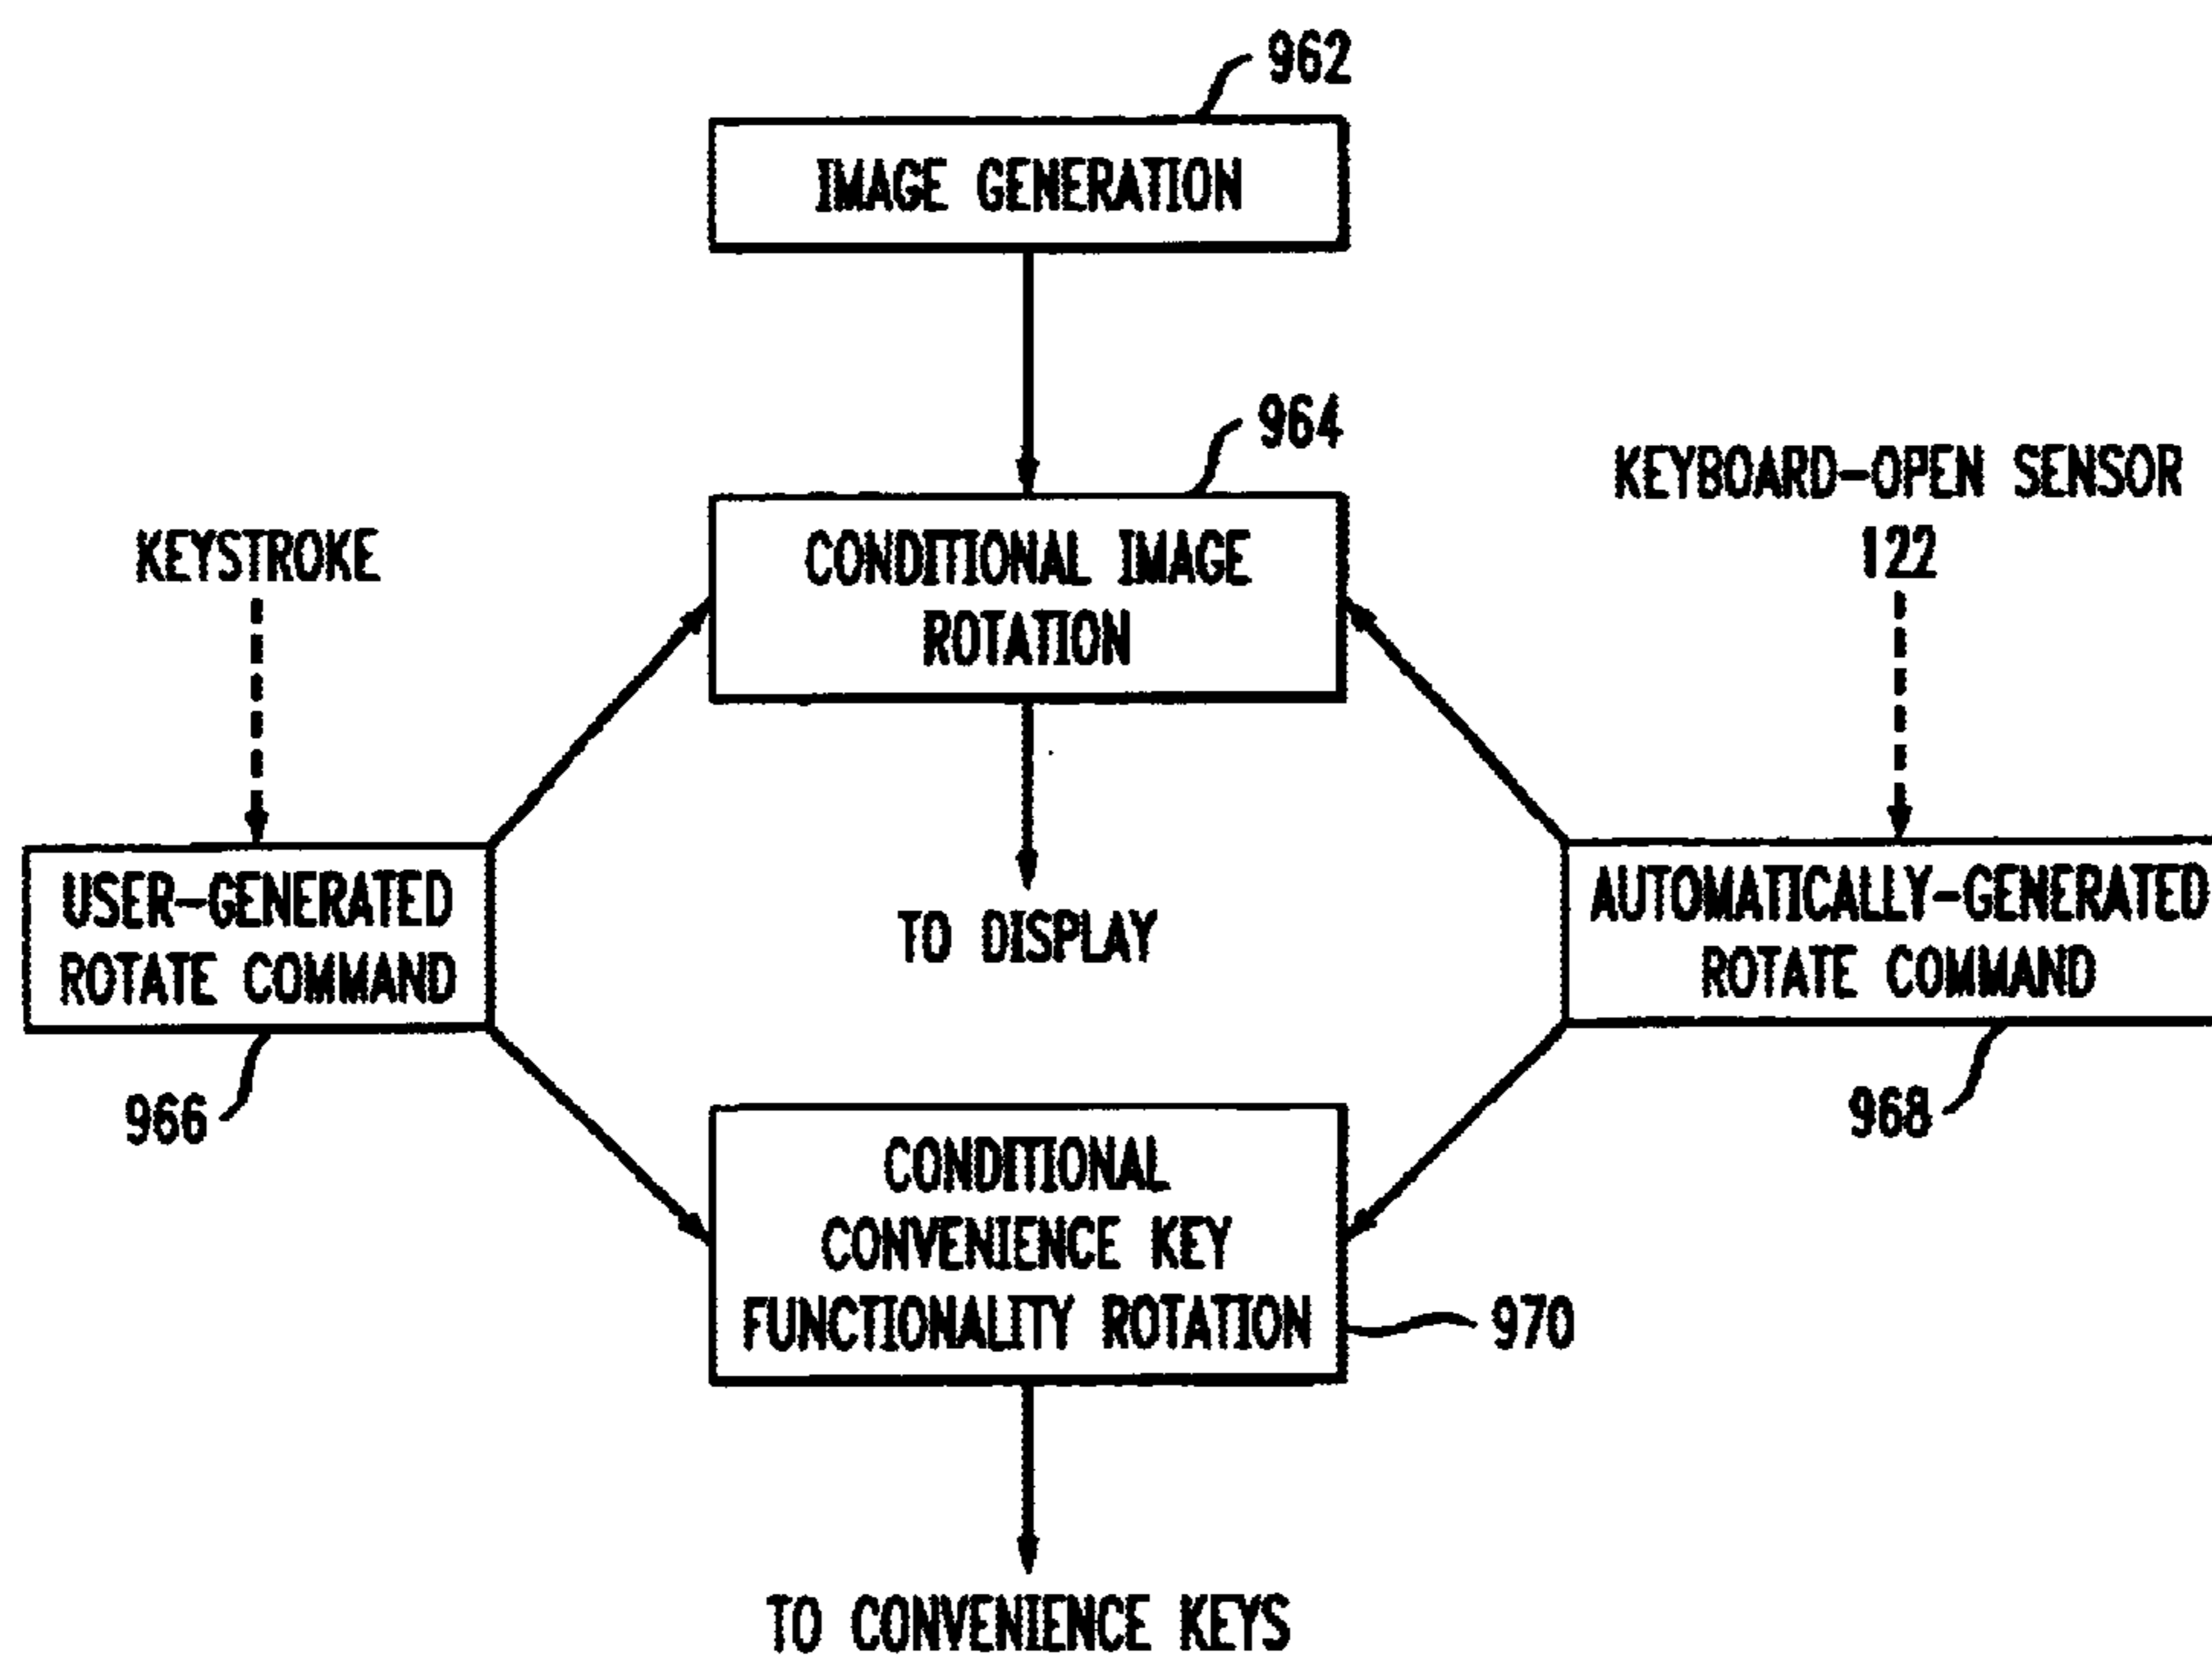 962
IMAGE GENERATION
964
CONDITIONAL IMAGE
ROTATION
KEYSTROKE
KEYBOARD-OPEN SENSOR
122
USER-GENERATED
ROTATE COMMAND
966
TO DISPLAY
AUTOMATICALLY-GENERATED
ROTATE COMMAND
968
CONDITIONAL
CONVENIENCE KEY
FUNCTIONALITY ROTATION
970
TO CONVENIENCE KEYS